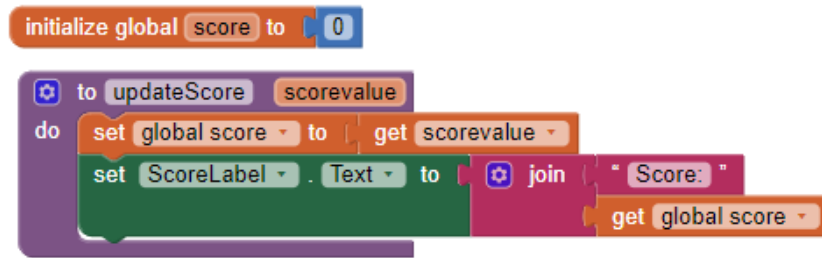 initialize global score to 0
to updateScore scorevalue
do set global score to get scorevalue
set ScoreLabel . Text to join " Score: "
get global score